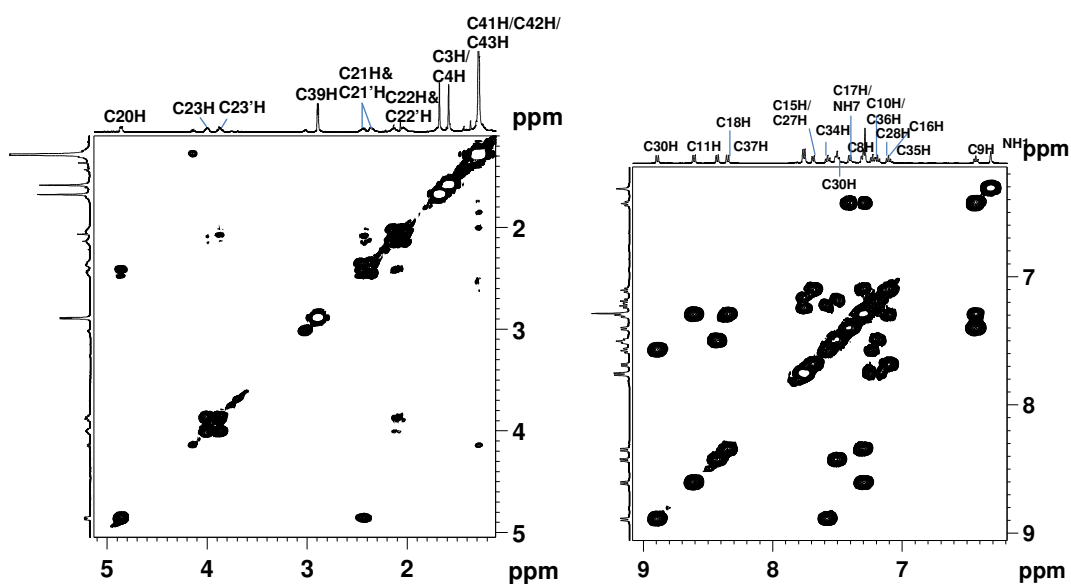 C41H/C42H/
C43H
C3H/
C4H
C21H&
C21'H
C22H&
C22'H
C39H
C20H
C23H
C23’H
ppm
2
3
4
5
5
4
3
2
ppm
C17H/
NH7
C15H/
27H
C10H/
C36H
C18H
C34H
C28H
C16H
C30H
C11H
C37H
C8H
C35H
C9H
NH1
ppm
C30H
7
8
9
9
8
7
ppm